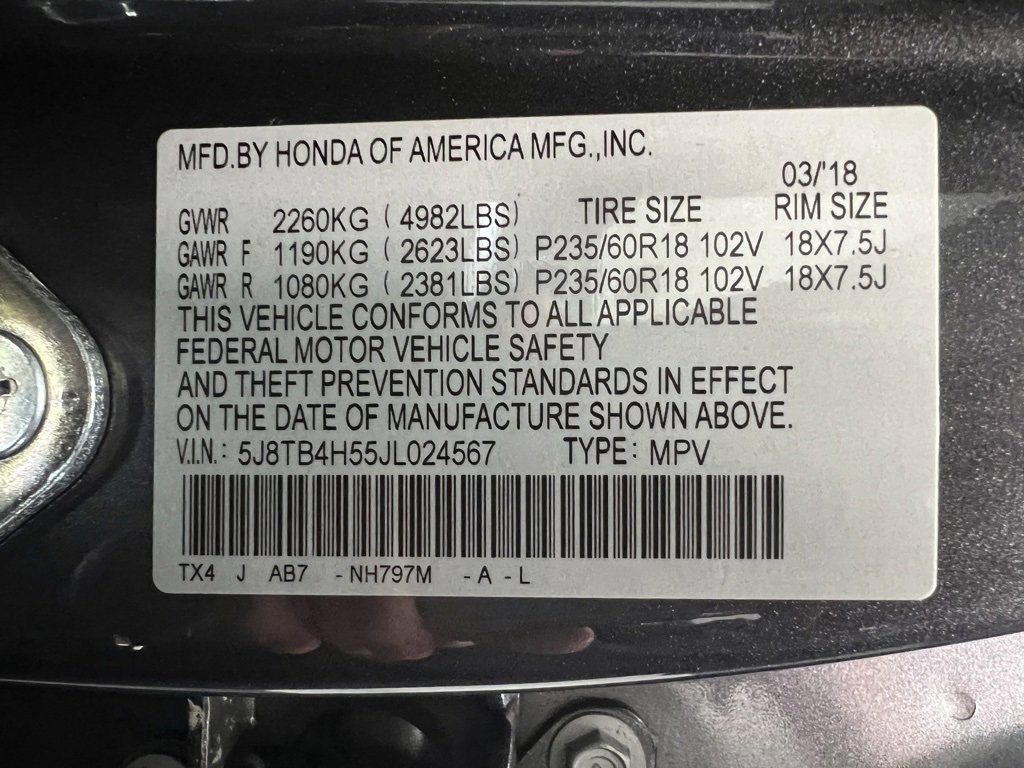 MFD.BY HONDA OF AMERICA MFG.,INC.
03/'18
GVWR 2260KG (4982LBS) TIRE SIZE RIM SIZE
GAWR F 1190KG (2623LBS) P235/60R18 102V 18X7.5J
GAWR R 1080KG (2381LBS) P235/60R18 102V 18X7.5J
THIS VEHICLE CONFORMS TO ALL APPLICABLE
FEDERAL MOTOR VEHICLE SAFETY
AND THEFT PREVENTION STANDARDS IN EFFECT
ON THE DATE OF MANUFACTURE SHOWN ABOVE.
V.I.N.: 5J8TB4H55JL024567 TYPE: MPV
TX4 J AB7 -NH797M -A -L